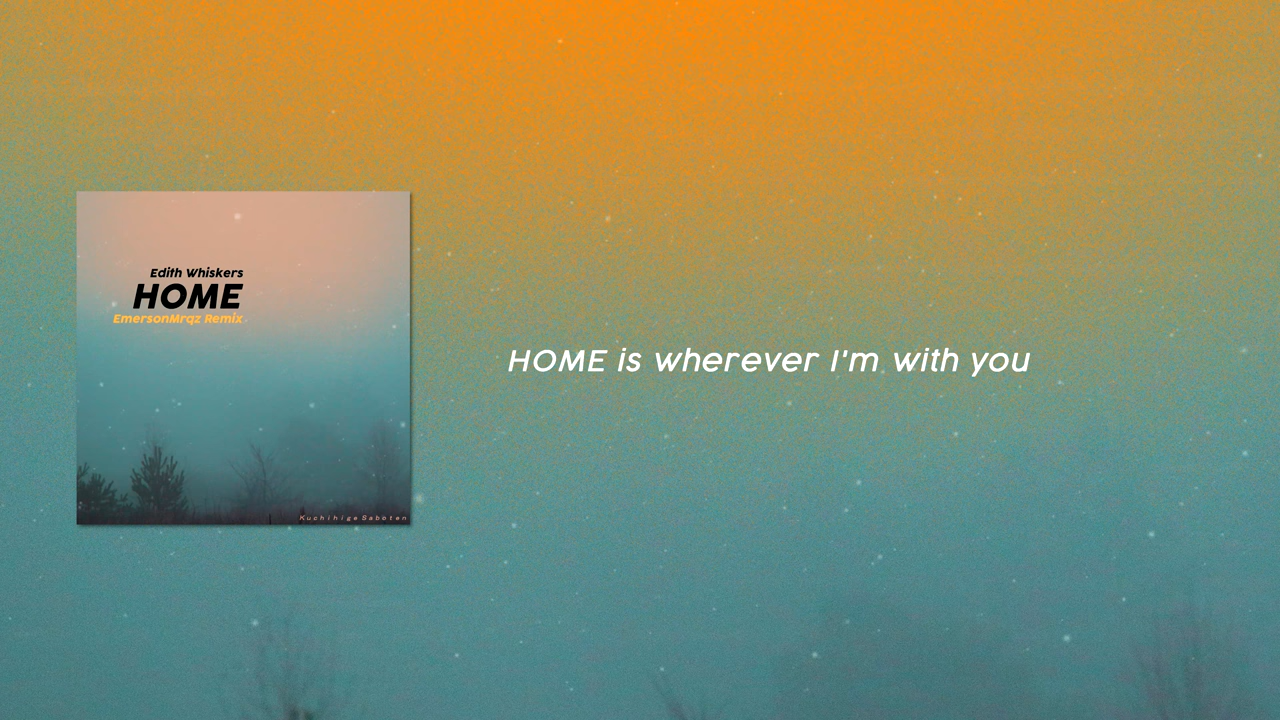 Edith Whiskers
HOME
EmersonMrqz Remix
HOME is wherever I'm with you
Kuchihige Saboten